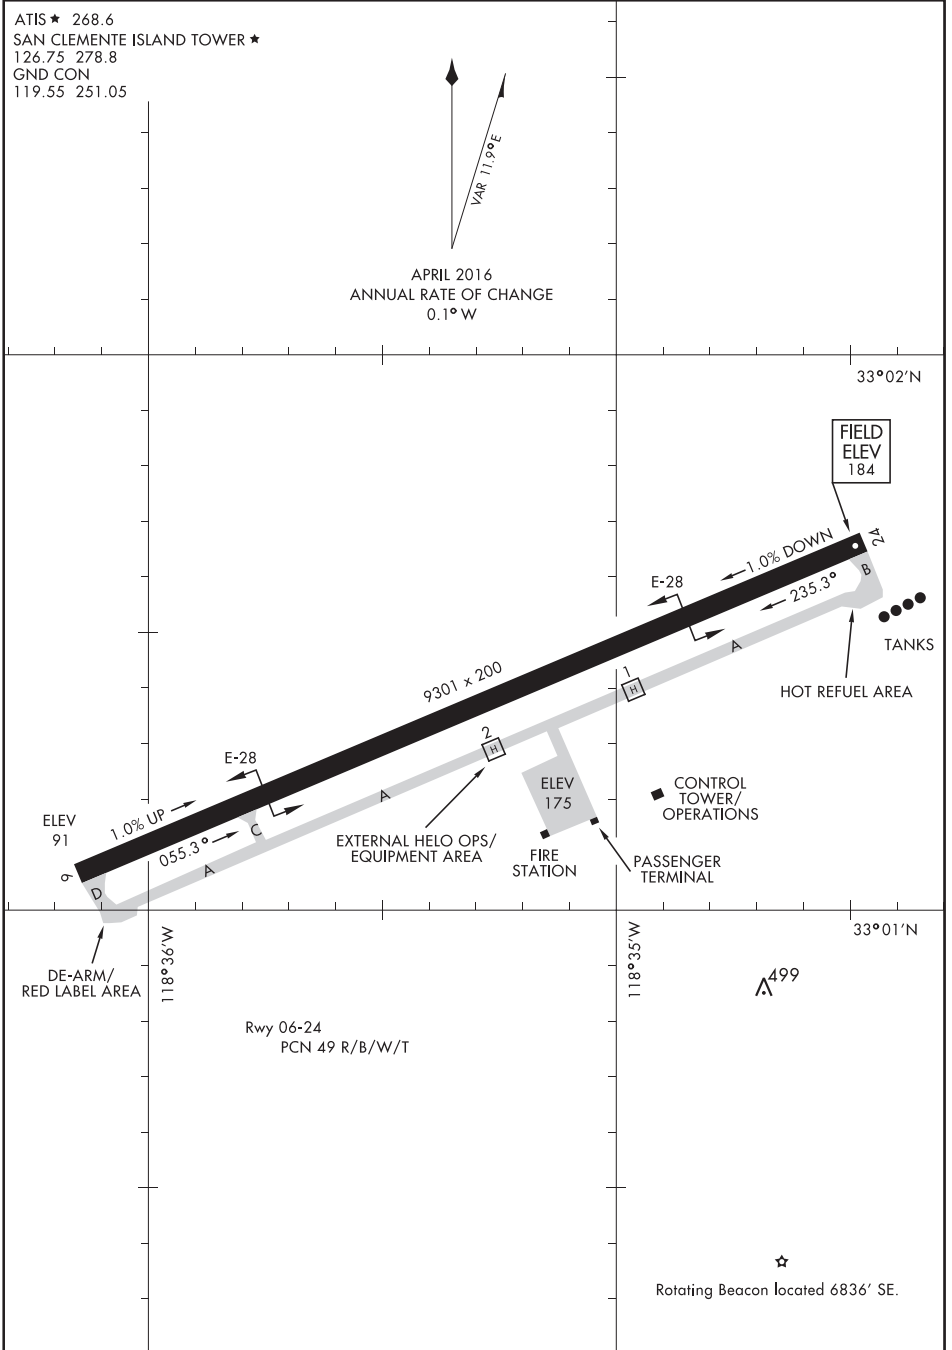 ATIS ★ 268.6
SAN CLEMENTE ISLAND TOWER ★
126.75 278.8
GND CON
119.55 251.05
VAR 11.9° E
APRIL 2016
ANNUAL RATE OF CHANGE
0.1° W
33°02'N
FIELD
ELEV
184
24
1.0% DOWN
B
E-28
235.3°
TANKS
A
HOT REFUEL AREA
9301 x 200
1
H
2
H
E-28
ELEV
175
CONTROL
TOWER/
OPERATIONS
A
ELEV
91
1.0% UP
C
055.3°
EXTERNAL HELO OPS/
EQUIPMENT AREA
FIRE
STATION
PASSENGER
TERMINAL
6
A
D
DE-ARM/
RED LABEL AREA
118°36'W
118°35'W
33°01'N
499
Rwy 06-24
PCN 49 R/B/W/T
Rotating Beacon located 6836' SE.